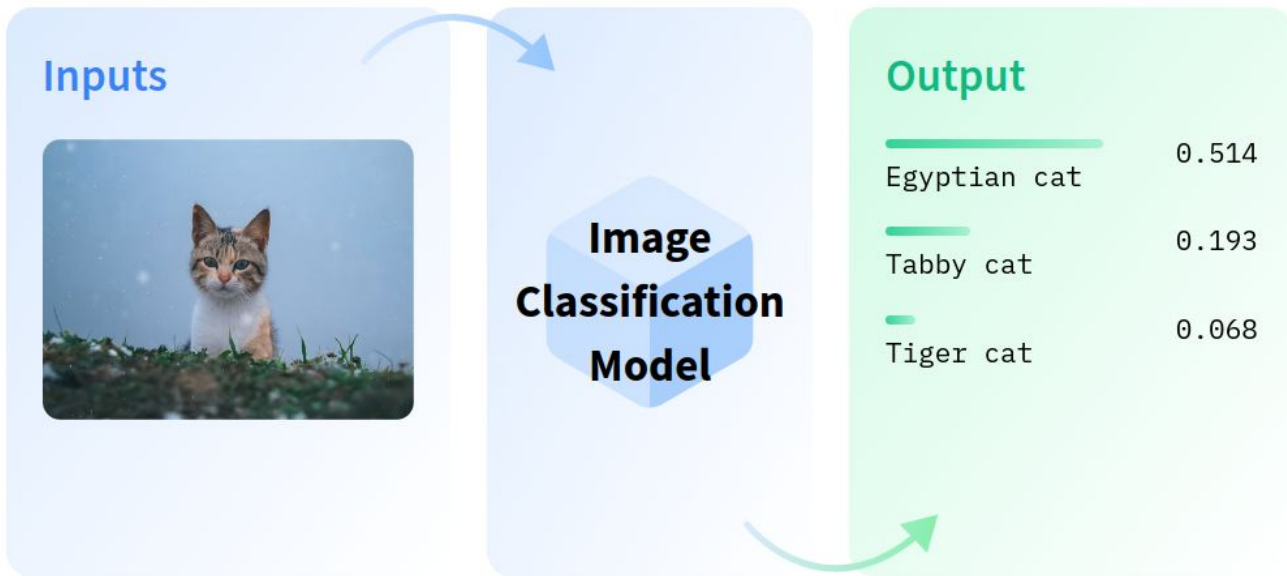 Inputs
Image
Classification
Model
Output
0.514
Egyptian cat
0.193
Tabby cat
0.068
Tiger cat